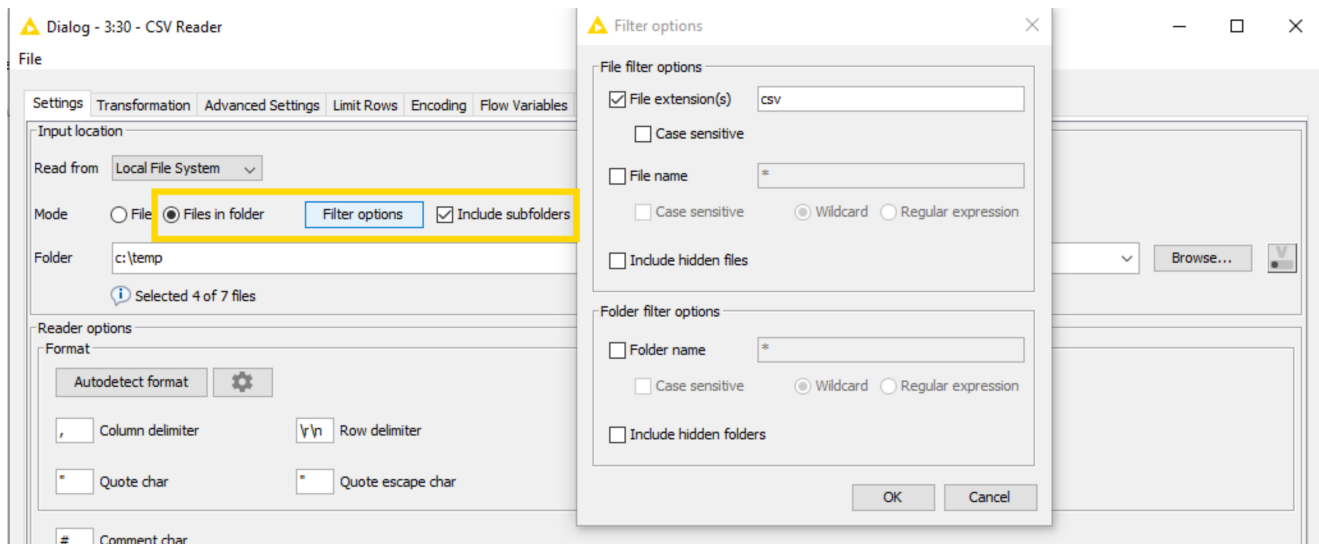 Dialog - 3:30 - CSV Reader
File
Settings Transformation Advanced Settings Limit Rows Encoding Flow Variables
Input location
Read from Local File System
Mode File Files in folder Filter options Include subfolders
Folder c:\temp Browse...
Selected 4 of 7 files
Reader options
Format
Autodetect format
, Column delimiter \r\n Row delimiter
" Quote char " Quote escape char
# Comment char
Filter options
File filter options
File extension(s) csv
Case sensitive
File name *
Case sensitive Wildcard Regular expression
Include hidden files
Folder filter options
Folder name *
Case sensitive Wildcard Regular expression
Include hidden folders
OK Cancel